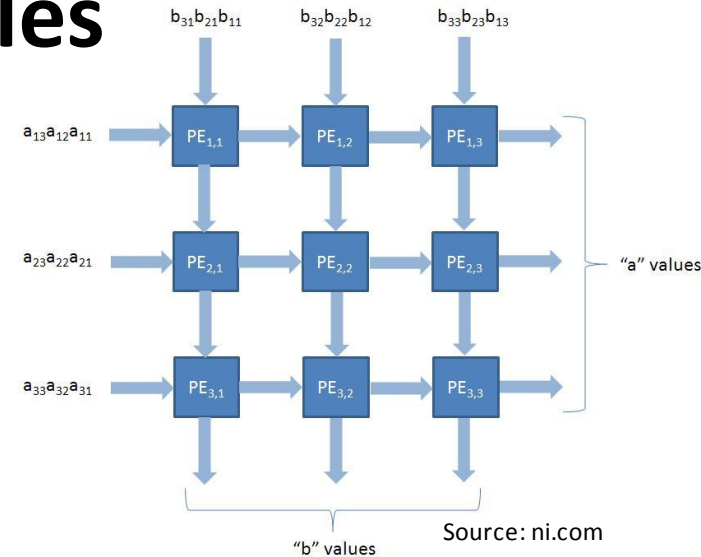 les
b₃₁b₂₁b₁₁ b₃₂b₂₂b₁₂ b₃₃b₂₃b₁₃
a₁₃a₁₂a₁₁ PE₁,₁ PE₁,₂ PE₁,₃
a₂₃a₂₂a₂₁ PE₂,₁ PE₂,₂ PE₂,₃ "a" values
a₃₃a₃₂a₃₁ PE₃,₁ PE₃,₂ PE₃,₃
Source: ni.com
"b" values